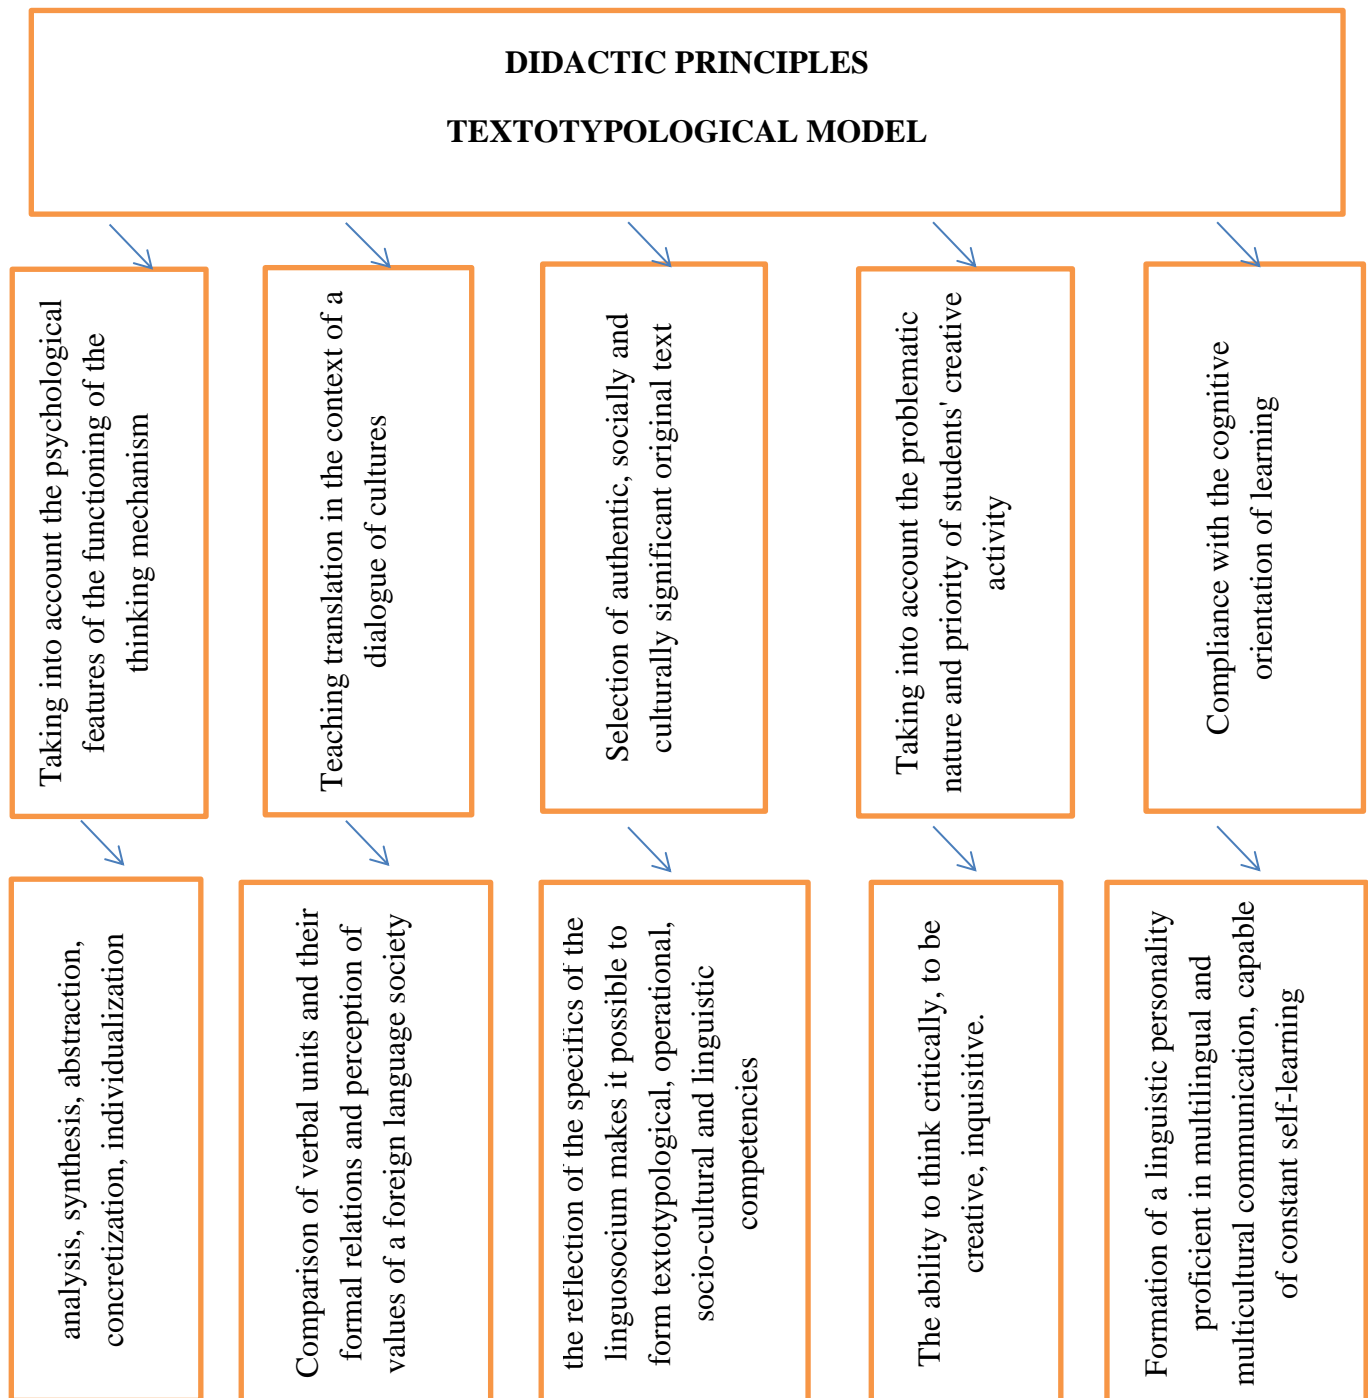 DIDACTIC PRINCIPLES
TEXTOTYPOLOGICAL MODEL
Taking into account the psychological
features of the functioning of the
thinking mechanism
Teaching translation in the context of a
dialogue of cultures
Selection of authentic, socially and
culturally significant original text
Taking into account the problematic
nature and priority of students' creative
activity
Compliance with the cognitive
orientation of learning
analysis, synthesis, abstraction,
concretization, individualization
Comparison of verbal units and their
formal relations and perception of
values of a foreign language society
the reflection of the specifics of the
linguosocium makes it possible to
form textotypological, operational,
socio-cultural and linguistic
competencies
The ability to think critically, to be
creative, inquisitive.
Formation of a linguistic personality
proficient in multilingual and
multicultural communication, capable
of constant self-learning